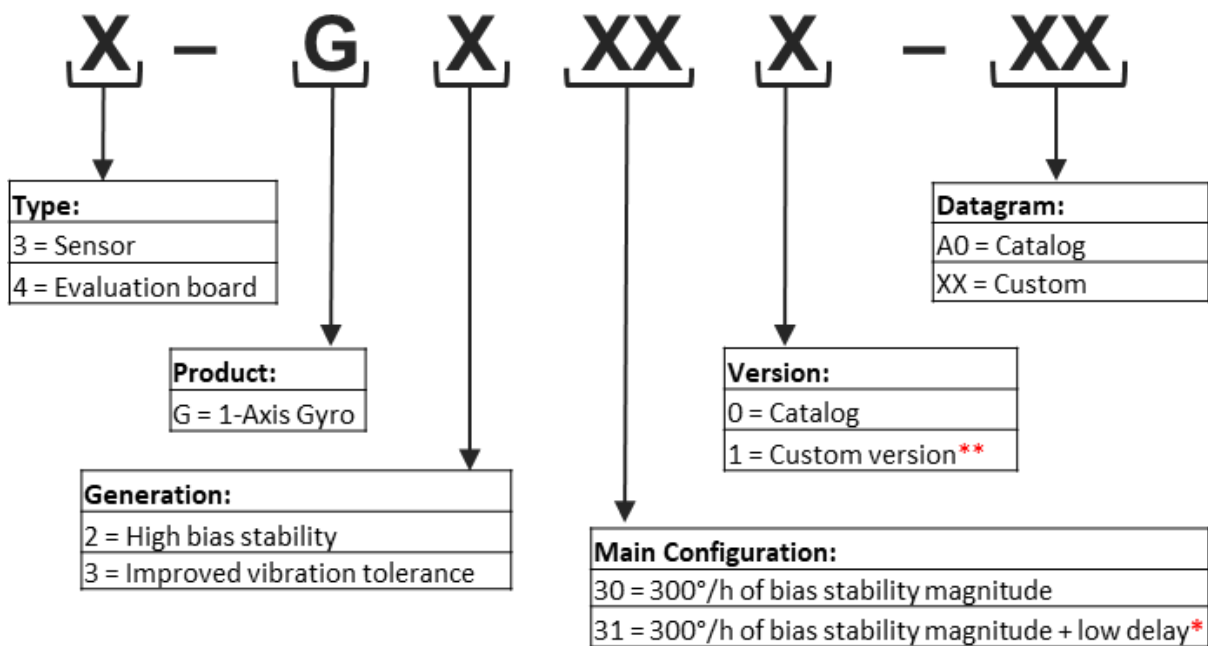 X – G X XX X – XX
Type:
3 = Sensor
4 = Evaluation board
Datagram:
A0 = Catalog
XX = Custom
Product:
G = 1-Axis Gyro
Version:
0 = Catalog
1 = Custom version**
Generation:
2 = High bias stability
3 = Improved vibration tolerance
Main Configuration:
30 = 300°/h of bias stability magnitude
31 = 300°/h of bias stability magnitude + low delay*